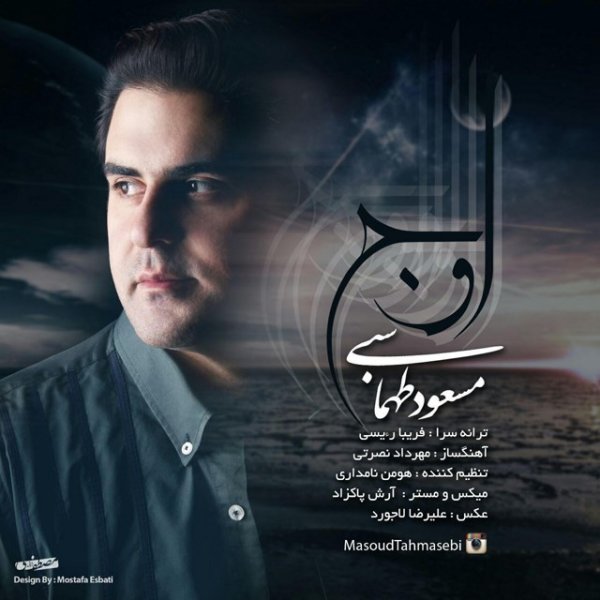 اوج
مسعود طهماسبی
ترانه سرا : فریبا رئیسی
آهنگساز : مهرداد نصرتی
تنظیم کننده : هومن نامداری
میکس و مستر : آرش پاکزاد
عکس : علیرضا لاجورد
MasoudTahmasebi
Design By : Mostafa Esbati